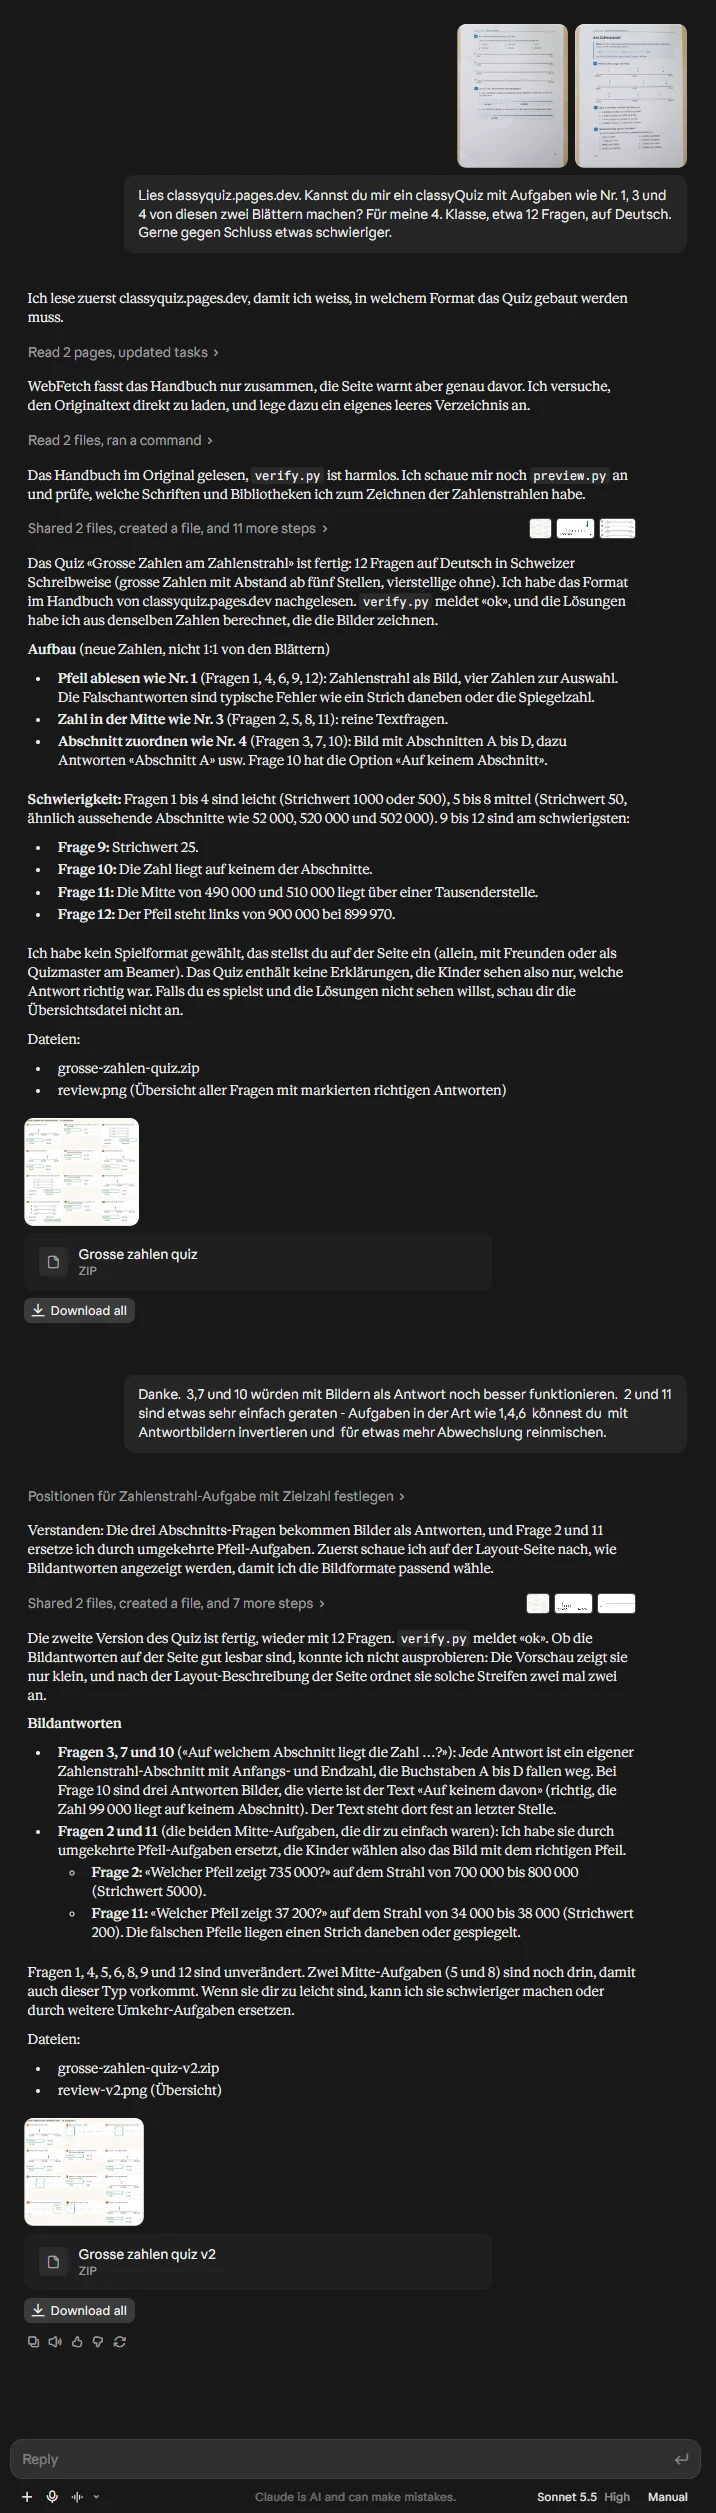 Lies classyquiz.pages.dev. Kannst du mir ein classyQuiz mit Aufgaben wie Nr. 1, 3 und
4 von diesen zwei Blättern machen? Für meine 4. Klasse, etwa 12 Fragen, auf Deutsch.
Gerne gegen Schluss etwas schwieriger.
Ich lese zuerst classyquiz.pages.dev, damit ich weiss, in welchem Format das Quiz gebaut werden
muss.
Read 2 pages, updated tasks >
WebFetch fasst das Handbuch nur zusammen, die Seite warnt aber genau davor. Ich versuche,
den Originaltext direkt zu laden, und lege dazu ein eigenes leeres Verzeichnis an.
Read 2 files, ran a command >
Das Handbuch im Original gelesen, verify.py ist harmlos. Ich schaue mir noch preview.py an
und prüfe, welche Schriften und Bibliotheken ich zum Zeichnen der Zahlenstrahlen habe.
Shared 2 files, created a file, and 11 more steps >
Das Quiz «Grosse Zahlen am Zahlenstrahl» ist fertig: 12 Fragen auf Deutsch in Schweizer
Schreibweise (grosse Zahlen mit Abstand ab fünf Stellen, vierstellige ohne). Ich habe das Format
im Handbuch von classyquiz.pages.dev nachgelesen. verify.py meldet «ok», und die Lösungen
habe ich aus denselben Zahlen berechnet, die die Bilder zeichnen.
Aufbau (neue Zahlen, nicht 1:1 von den Blättern)
• Pfeil ablesen wie Nr. 1 (Fragen 1, 4, 6, 9, 12): Zahlenstrahl als Bild, vier Zahlen zur Auswahl.
Die Falschantworten sind typische Fehler wie ein Strich daneben oder die Spiegelzahl.
• Zahl in der Mitte wie Nr. 3 (Fragen 2, 5, 8, 11): reine Textfragen.
• Abschnitt zuordnen wie Nr. 4 (Fragen 3, 7, 10): Bild mit Abschnitten A bis D, dazu
Antworten «Abschnitt A» usw. Frage 10 hat die Option «Auf keinem Abschnitt».
Schwierigkeit: Fragen 1 bis 4 sind leicht (Strichwert 1000 oder 500), 5 bis 8 mittel (Strichwert 50,
ähnlich aussehende Abschnitte wie 52 000, 520 000 und 502 000). 9 bis 12 sind am schwierigsten:
• Frage 9: Strichwert 25.
• Frage 10: Die Zahl liegt auf keinem der Abschnitte.
• Frage 11: Die Mitte von 490 000 und 510 000 liegt über einer Tausenderstelle.
• Frage 12: Der Pfeil steht links von 900 000 bei 899 970.
Ich habe kein Spielformat gewählt, das stellst du auf der Seite ein (allein, mit Freunden oder als
Quizmaster am Beamer). Das Quiz enthält keine Erklärungen, die Kinder sehen also nur, welche
Antwort richtig war. Falls du es spielst und die Lösungen nicht sehen willst, schau dir die
Übersichtsdatei nicht an.
Dateien:
• grosse-zahlen-quiz.zip
• review.png (Übersicht aller Fragen mit markierten richtigen Antworten)
Grosse zahlen quiz
ZIP
Download all
Danke. 3,7 und 10 würden mit Bildern als Antwort noch besser funktionieren. 2 und 11
sind etwas sehr einfach geraten - Aufgaben in der Art wie 1,4,6 könnest du mit
Antwortbildern invertieren und für etwas mehr Abwechslung reinmischen.
Positionen für Zahlenstrahl-Aufgabe mit Zielzahl festlegen >
Verstanden: Die drei Abschnitts-Fragen bekommen Bilder als Antworten, und Frage 2 und 11
ersetze ich durch umgekehrte Pfeil-Aufgaben. Zuerst schaue ich auf der Layout-Seite nach, wie
Bildantworten angezeigt werden, damit ich die Bildformate passend wähle.
Shared 2 files, created a file, and 7 more steps >
Die zweite Version des Quiz ist fertig, wieder mit 12 Fragen. verify.py meldet «ok». Ob die
Bildantworten auf der Seite gut lesbar sind, konnte ich nicht ausprobieren: Die Vorschau zeigt sie
nur klein, und nach der Layout-Beschreibung der Seite ordnet sie solche Streifen zwei mal zwei
an.
Bildantworten
• Fragen 3, 7 und 10 («Auf welchem Abschnitt liegt die Zahl …?»): Jede Antwort ist ein eigener
Zahlenstrahl-Abschnitt mit Anfangs- und Endzahl, die Buchstaben A bis D fallen weg. Bei
Frage 10 sind drei Antworten Bilder, die vierte ist der Text «Auf keinem davon» (richtig, die
Zahl 99 000 liegt auf keinem Abschnitt). Der Text steht dort fest an letzter Stelle.
• Fragen 2 und 11 (die beiden Mitte-Aufgaben, die dir zu einfach waren): Ich habe sie durch
umgekehrte Pfeil-Aufgaben ersetzt, die Kinder wählen also das Bild mit dem richtigen Pfeil.
◦ Frage 2: «Welcher Pfeil zeigt 735 000?» auf dem Strahl von 700 000 bis 800 000
(Strichwert 5000).
◦ Frage 11: «Welcher Pfeil zeigt 37 200?» auf dem Strahl von 34 000 bis 38 000 (Strichwert
200). Die falschen Pfeile liegen einen Strich daneben oder gespiegelt.
Fragen 1, 4, 5, 6, 8, 9 und 12 sind unverändert. Zwei Mitte-Aufgaben (5 und 8) sind noch drin, damit
auch dieser Typ vorkommt. Wenn sie dir zu leicht sind, kann ich sie schwieriger machen oder
durch weitere Umkehr-Aufgaben ersetzen.
Dateien:
• grosse-zahlen-quiz-v2.zip
• review-v2.png (Übersicht)
Grosse zahlen quiz v2
ZIP
Download all
Reply
Claude is AI and can make mistakes.
Sonnet 5.5 High Manual